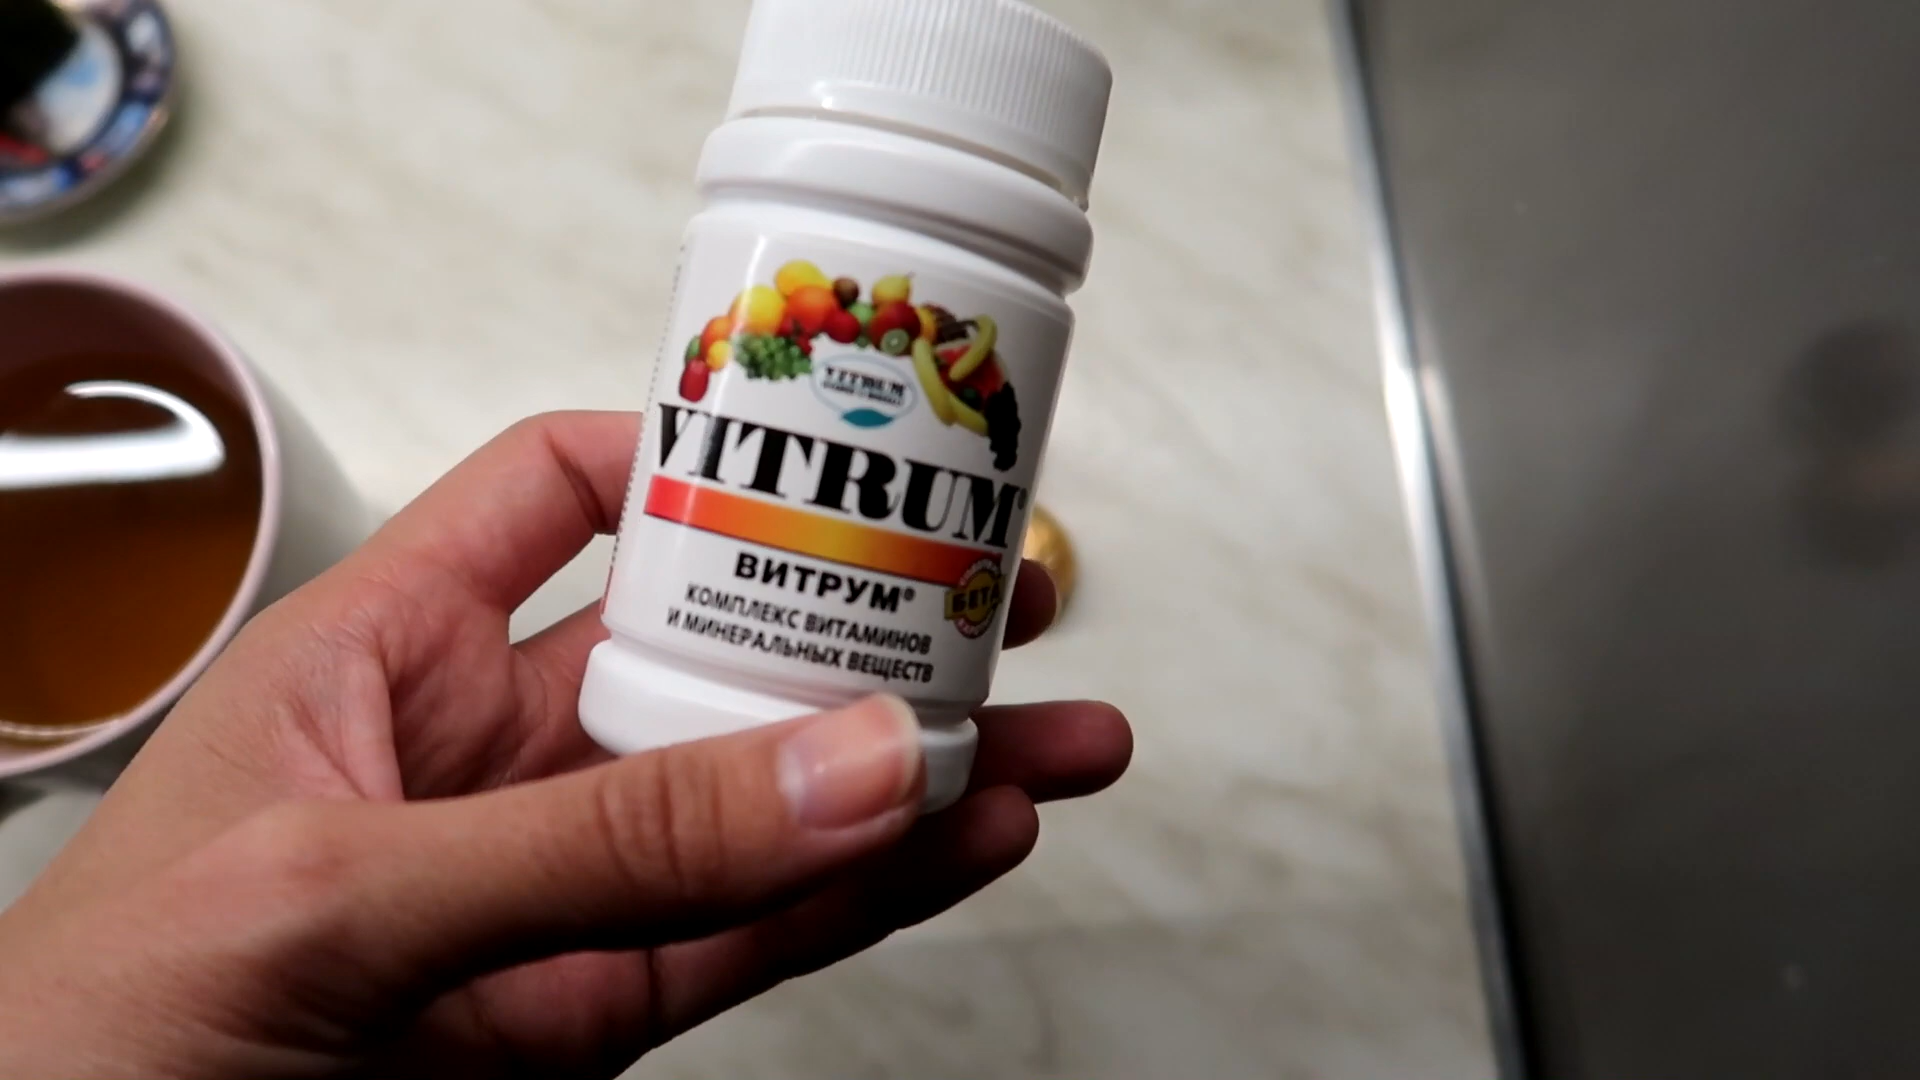 VITRUM
VITRUM®
ВИТРУМ®
КОМПЛЕКС ВИТАМИНОВ
И МИНЕРАЛЬНЫХ ВЕЩЕСТВ
БЕТА